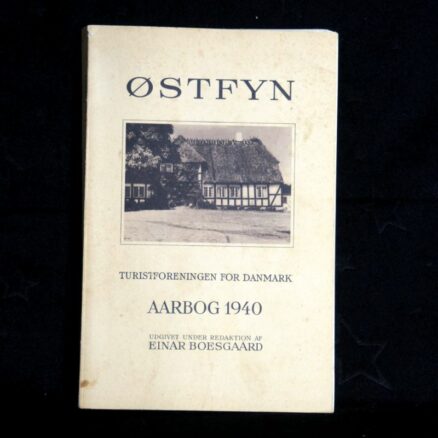 ØSTFYN
TURISTFORENINGEN FOR DANMARK
AARBOG 1940
UDGIVET UNDER REDAKTION AF
EINAR BOESGAARD